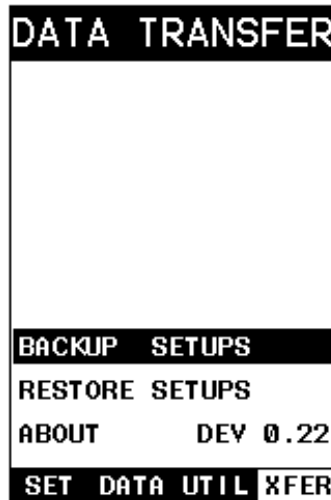 DATA TRANSFER
BACKUP SETUPS
RESTORE SETUPS
ABOUT DEV 0.22
SET DATA UTIL XFER